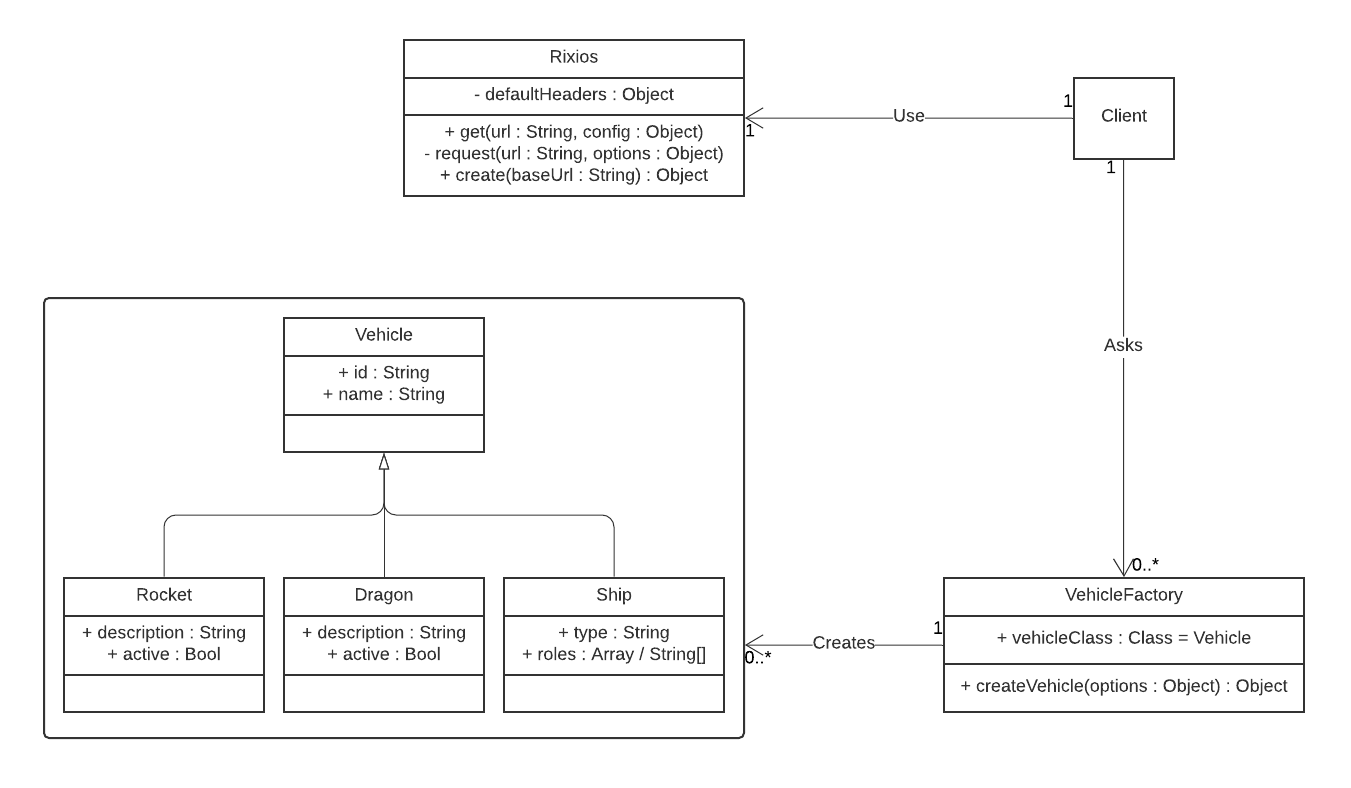 Rixios
- defaultHeaders : Object
+ get(url : String, config : Object)
- request(url : String, options : Object)
+ create(baseUrl : String) : Object
1
Use
1
Client
1
Asks
0..*
Vehicle
+ id : String
+ name : String
Rocket
+ description : String
+ active : Bool
Dragon
+ description : String
+ active : Bool
Ship
+ type : String
+ roles : Array / String[]
0..*
Creates
1
VehicleFactory
+ vehicleClass : Class = Vehicle
+ createVehicle(options : Object) : Object